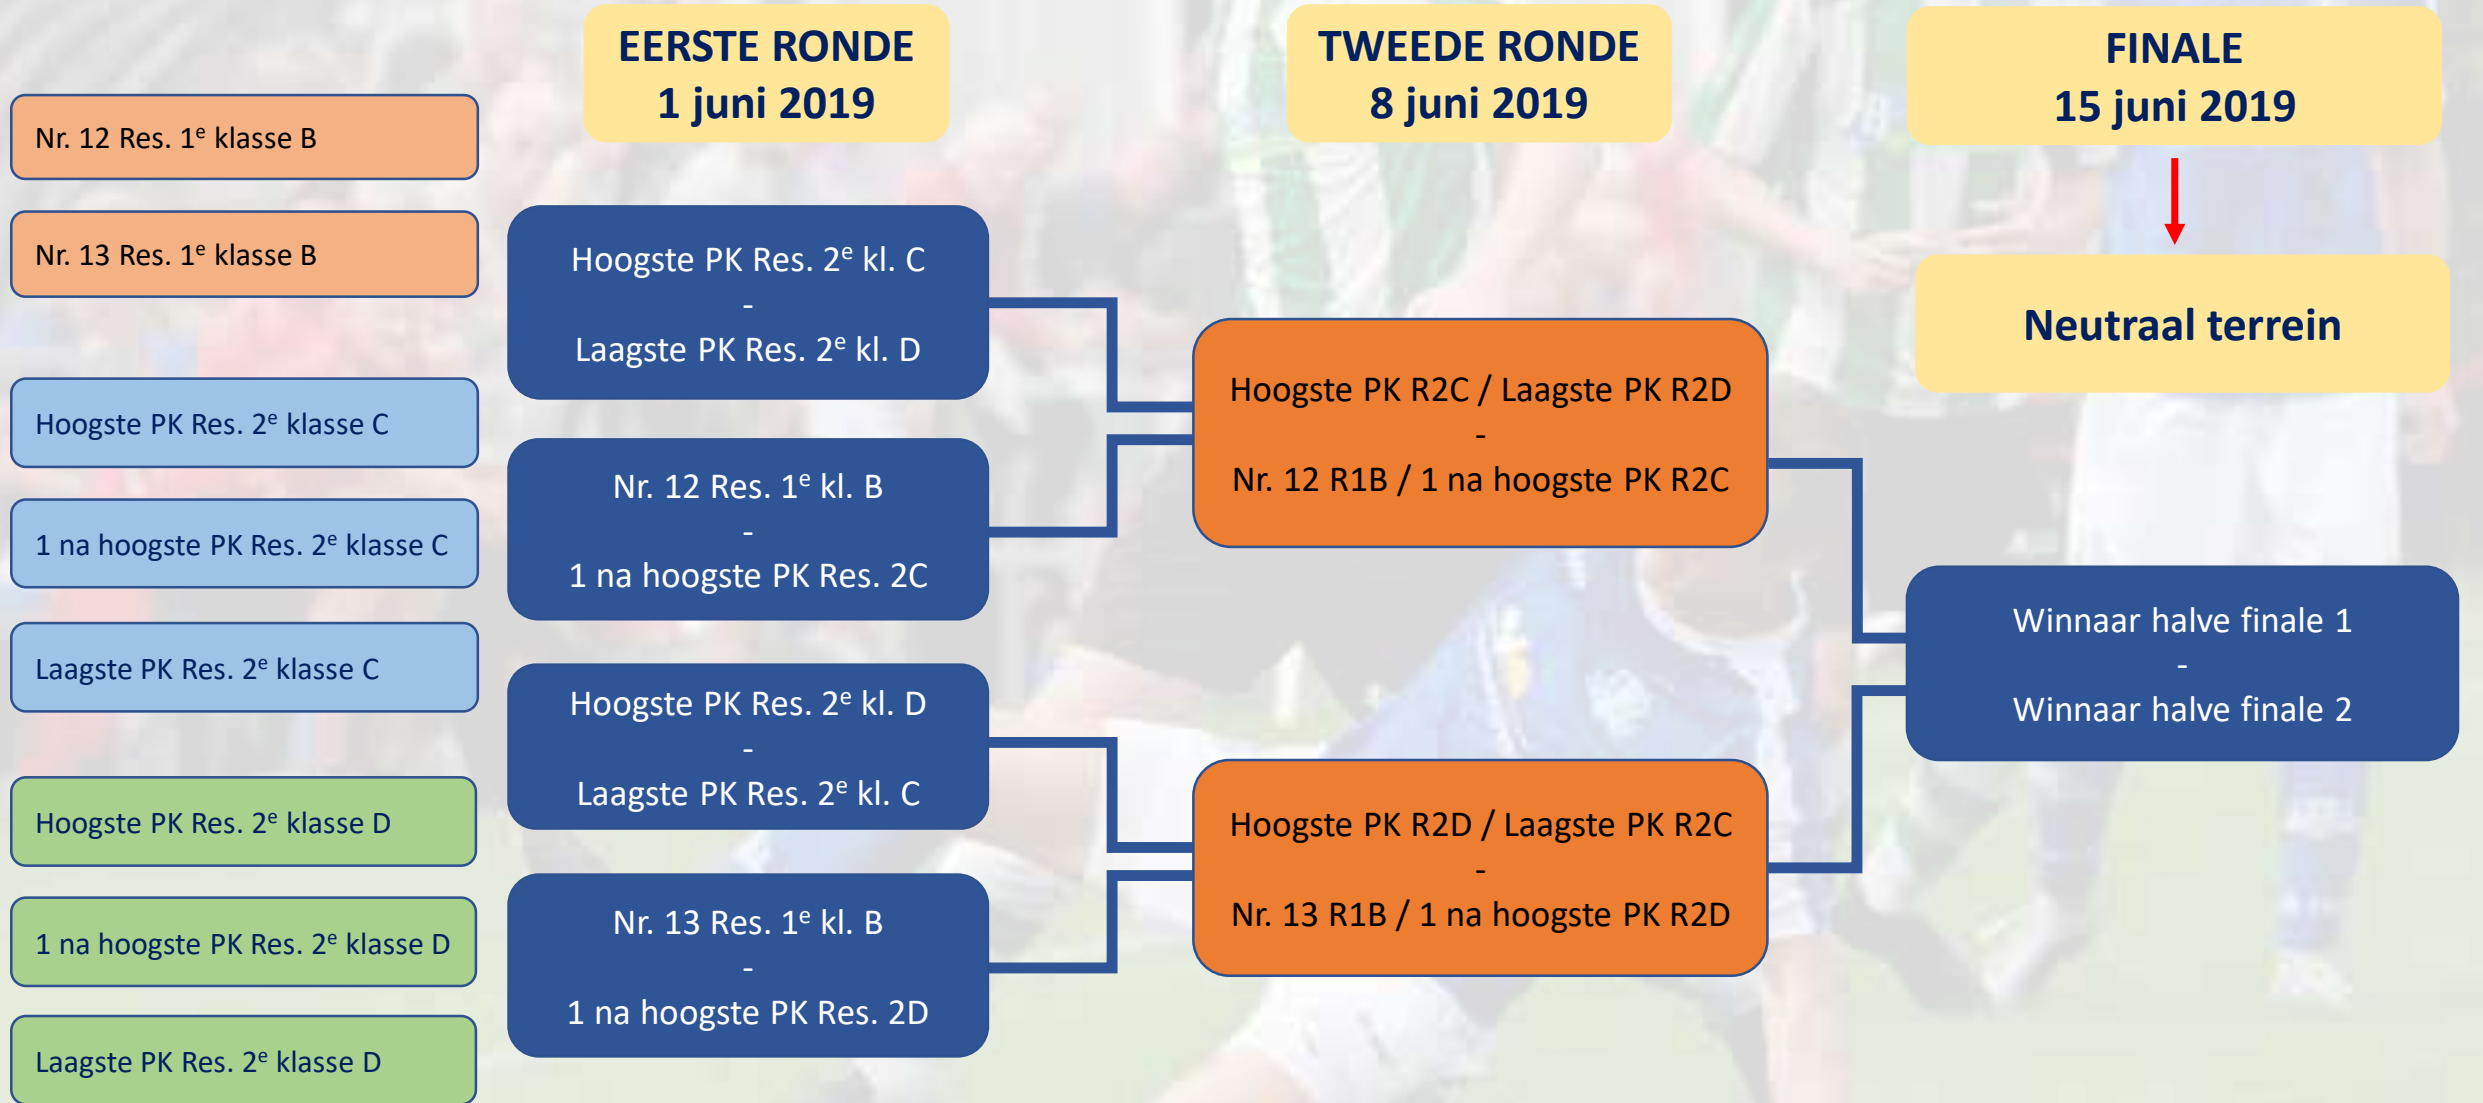 EERSTE RONDE
1 juni 2019
TWEEDE RONDE
8 juni 2019
FINALE
15 juni 2019
Neutraal terrein
Nr. 12 Res. 1e klasse B
Nr. 13 Res. 1e klasse B
Hoogste PK Res. 2e klasse C
1 na hoogste PK Res. 2e klasse C
Laagste PK Res. 2e klasse C
Hoogste PK Res. 2e klasse D
1 na hoogste PK Res. 2e klasse D
Laagste PK Res. 2e klasse D
Hoogste PK Res. 2e kl. C
-
Laagste PK Res. 2e kl. D
Nr. 12 Res. 1e kl. B
-
1 na hoogste PK Res. 2C
Hoogste PK Res. 2e kl. D
-
Laagste PK Res. 2e kl. C
Nr. 13 Res. 1e kl. B
-
1 na hoogste PK Res. 2D
Hoogste PK R2C / Laagste PK R2D
-
Nr. 12 R1B / 1 na hoogste PK R2C
Hoogste PK R2D / Laagste PK R2C
-
Nr. 13 R1B / 1 na hoogste PK R2D
Winnaar halve finale 1
-
Winnaar halve finale 2